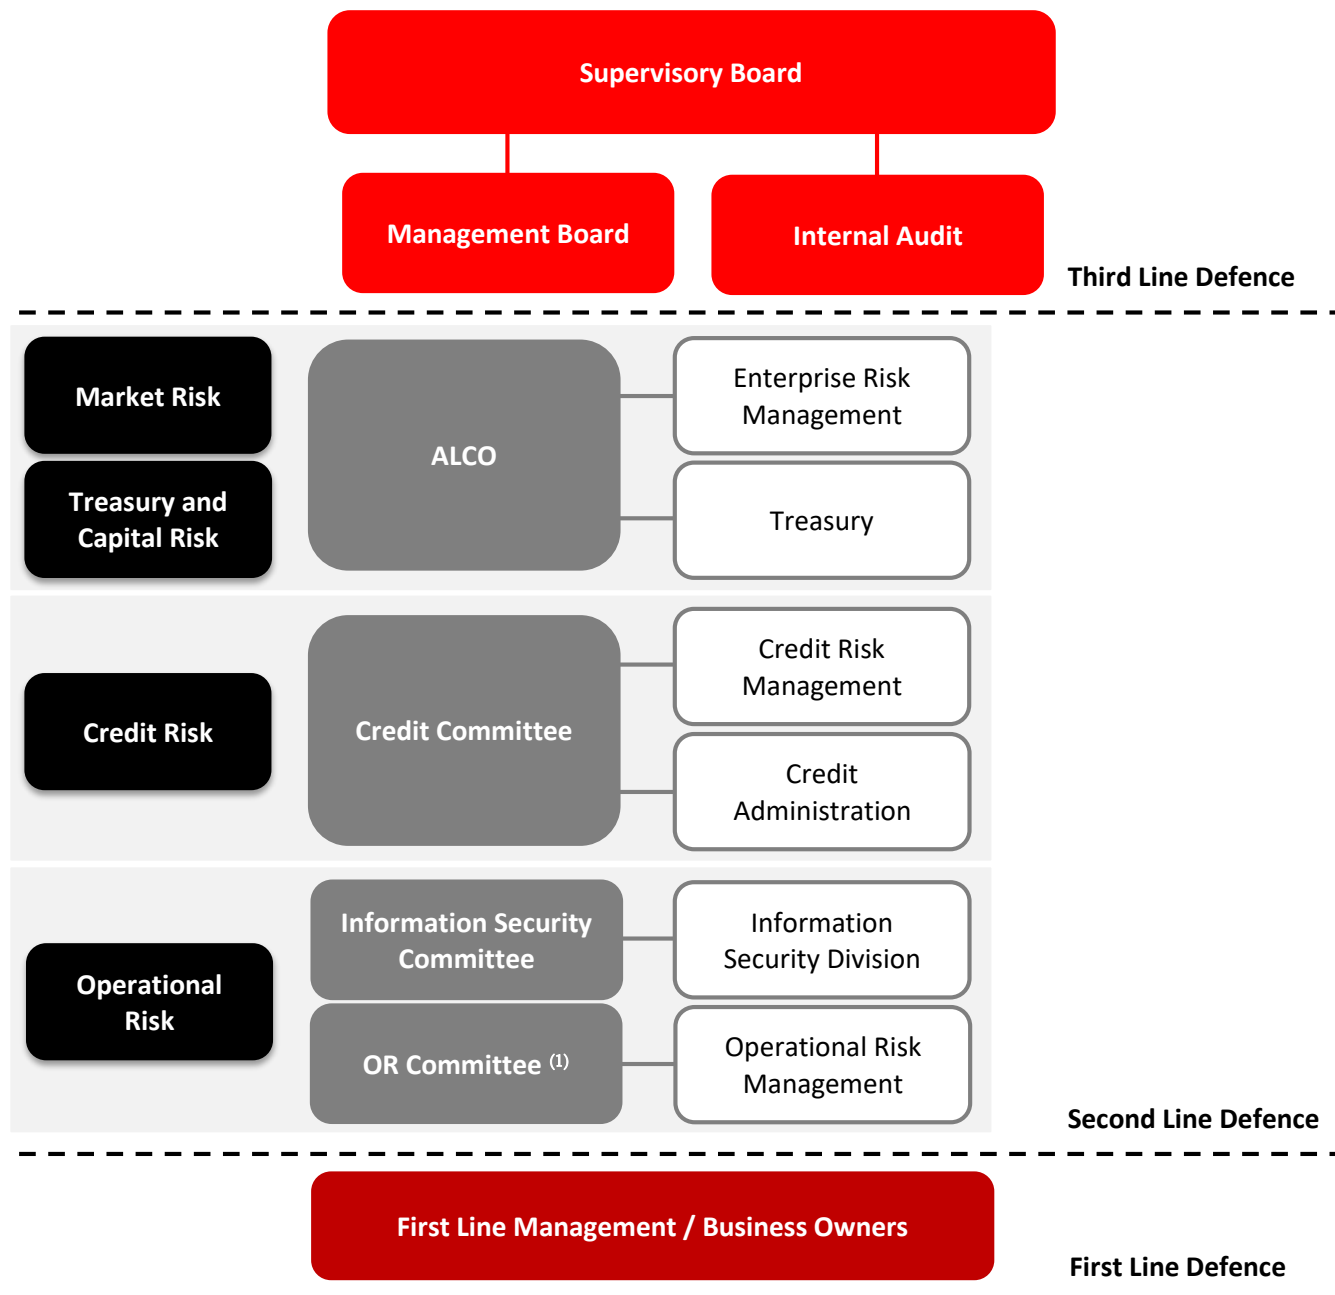 Supervisory Board
Management Board
Internal Audit
Third Line Defence
Market Risk
ALCO
Enterprise Risk
Management
Treasury and
Capital Risk
Treasury
Credit Risk
Credit Committee
Credit Risk
Management
Credit
Administration
Operational
Risk
Information Security
Committee
Information
Security Division
OR Committee (1)
Operational Risk
Management
Second Line Defence
First Line Management / Business Owners
First Line Defence